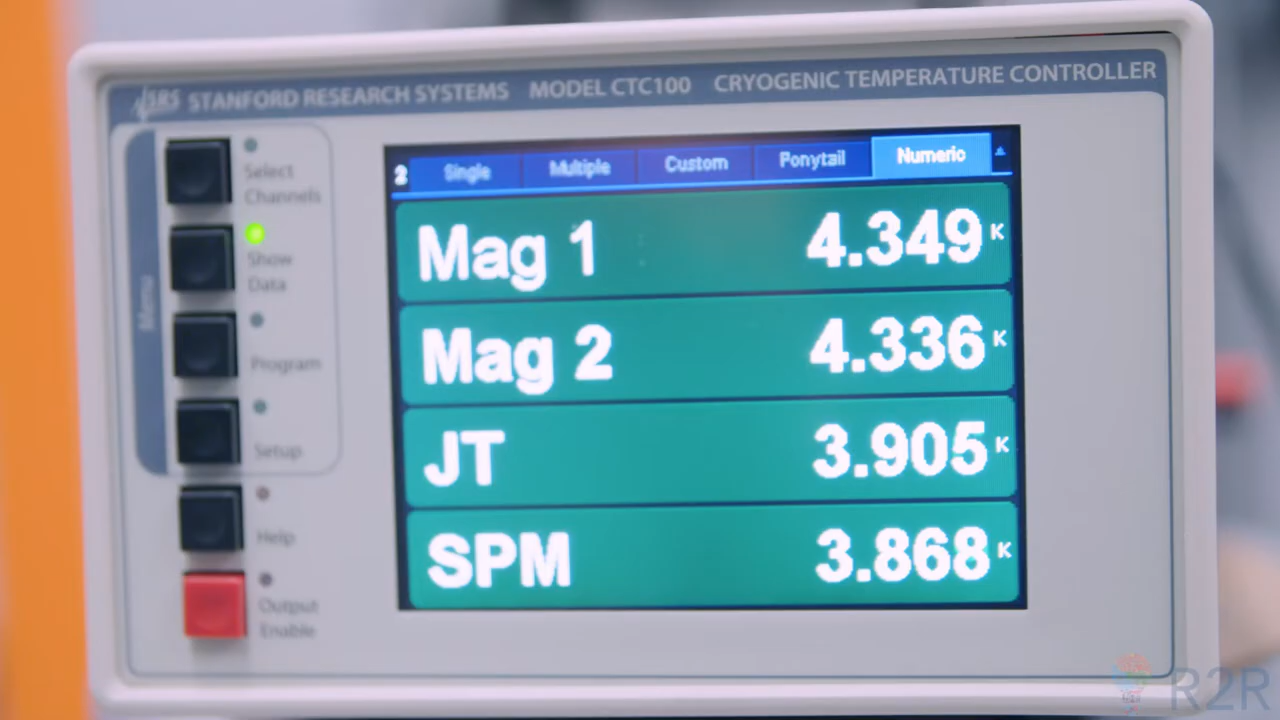 SRS STANFORD RESEARCH SYSTEMS MODEL CTC100 CRYOGENIC TEMPERATURE CONTROLLER
Menu
Select
Channels
Show
Data
Program
Setup
Help
Output
Enable
2 Single Multiple Custom Ponytail Numeric
Mag 1 4.349 K
Mag 2 4.336 K
JT 3.905 K
SPM 3.868 K
R2R